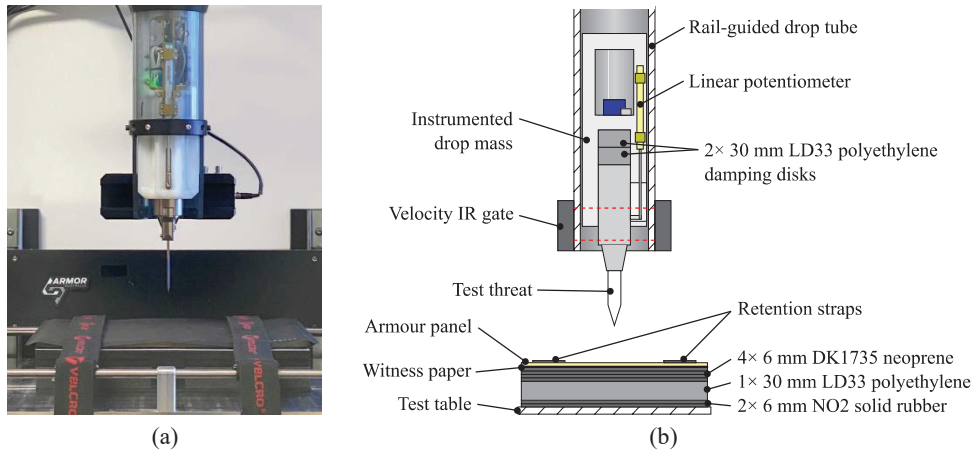 ARMOR
VELCRO
VELCRO
(a)
Rail-guided drop tube
Linear potentiometer
Instrumented
drop mass
2× 30 mm LD33 polyethylene
damping disks
Velocity IR gate
Test threat
Retention straps
Armour panel
Witness paper
4× 6 mm DK1735 neoprene
1× 30 mm LD33 polyethylene
Test table
2× 6 mm NO2 solid rubber
(b)